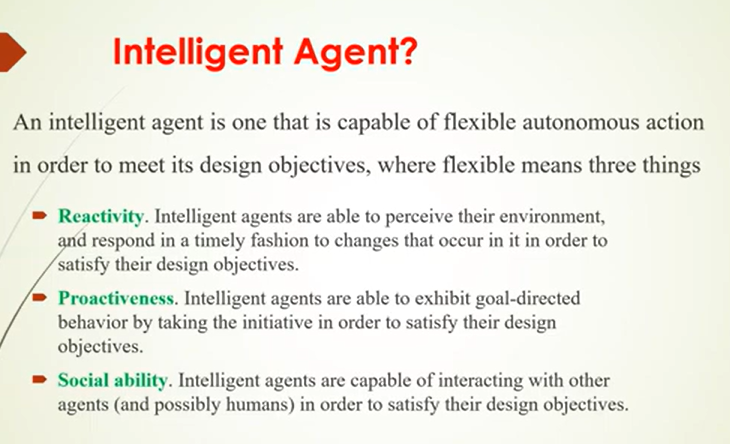 Intelligent Agent?
An intelligent agent is one that is capable of flexible autonomous action
in order to meet its design objectives, where flexible means three things
Reactivity. Intelligent agents are able to perceive their environment,
and respond in a timely fashion to changes that occur in it in order to
satisfy their design objectives.
Proactiveness. Intelligent agents are able to exhibit goal-directed
behavior by taking the initiative in order to satisfy their design
objectives.
Social ability. Intelligent agents are capable of interacting with other
agents (and possibly humans) in order to satisfy their design objectives.